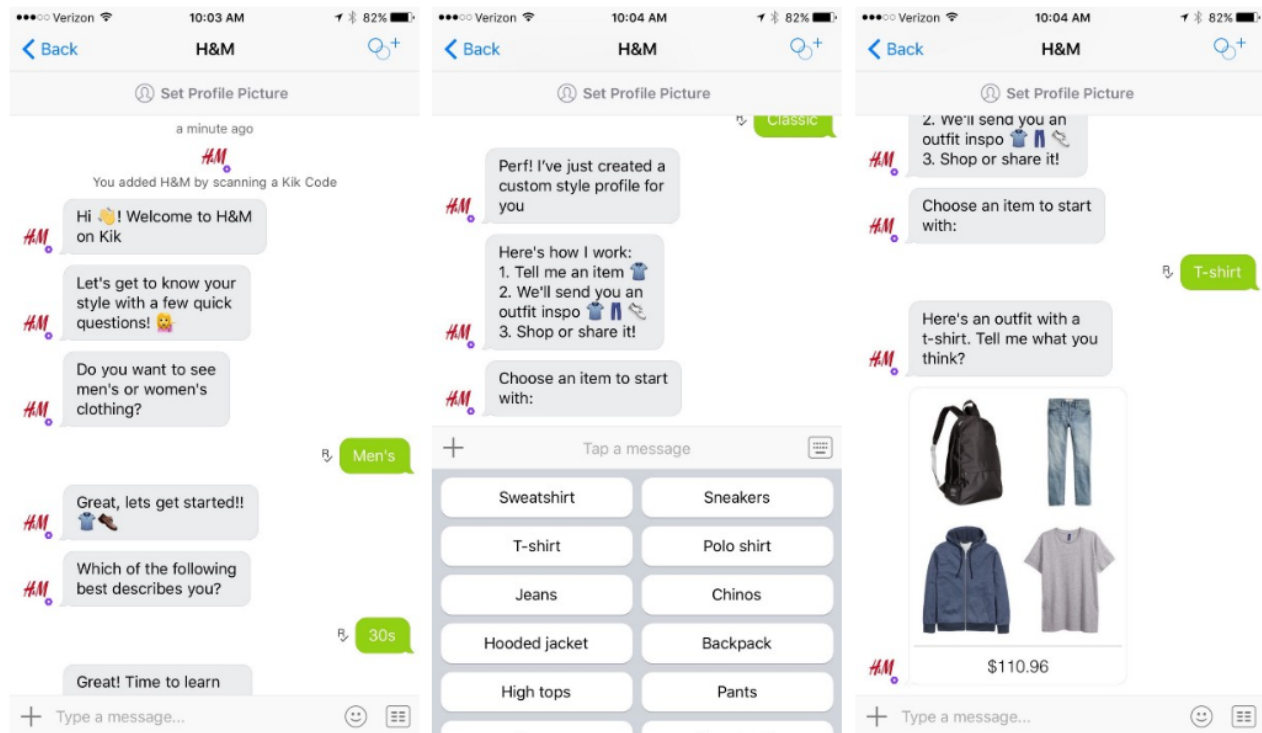 Verizon 10:03 AM 82%
Back H&M
Set Profile Picture
a minute ago
H&M
You added H&M by scanning a Kik Code
Hi 👋! Welcome to H&M
on Kik
H&M
Let's get to know your
style with a few quick
questions! 💁
H&M
Do you want to see
men's or women's
clothing?
H&M
R Men's
Great, lets get started!!
👕👞
H&M
Which of the following
best describes you?
H&M
R 30s
Great! Time to learn
Type a message...
Verizon 10:04 AM 82%
Back H&M
Set Profile Picture
R Classic
Perf! I've just created a
custom style profile for
you
H&M
Here's how I work:
1. Tell me an item 👕
2. We'll send you an
outfit inspo 👕 👖 👟
3. Shop or share it!
H&M
Choose an item to start
with:
H&M
Tap a message
Sweatshirt Sneakers
T-shirt Polo shirt
Jeans Chinos
Hooded jacket Backpack
High tops Pants
Verizon 10:04 AM 82%
Back H&M
Set Profile Picture
2. We'll send you an
outfit inspo 👕 👖 👟
3. Shop or share it!
H&M
Choose an item to start
with:
H&M
R T-shirt
Here's an outfit with a
t-shirt. Tell me what you
think?
H&M
$110.96
H&M
Type a message...